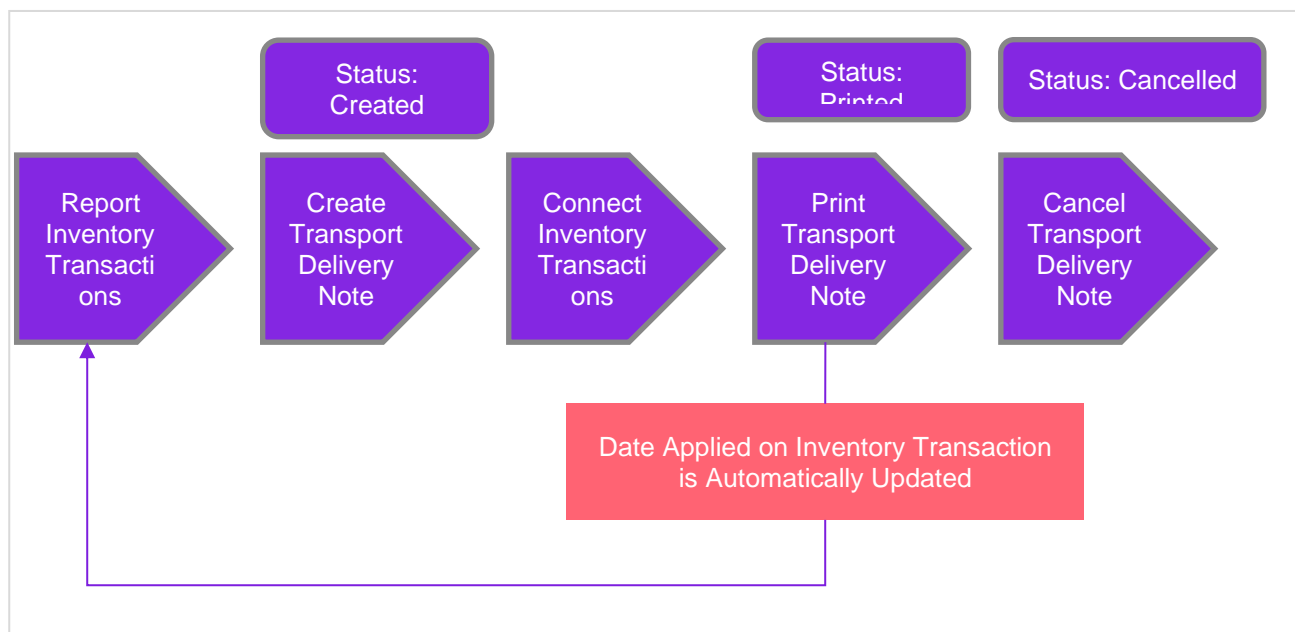 Status:
Created
Status:
Printed
Status: Cancelled
Report
Inventory
Transacti
ons
Create
Transport
Delivery
Note
Connect
Inventory
Transacti
ons
Print
Transport
Delivery
Note
Cancel
Transport
Delivery
Note
Date Applied on Inventory Transaction
is Automatically Updated